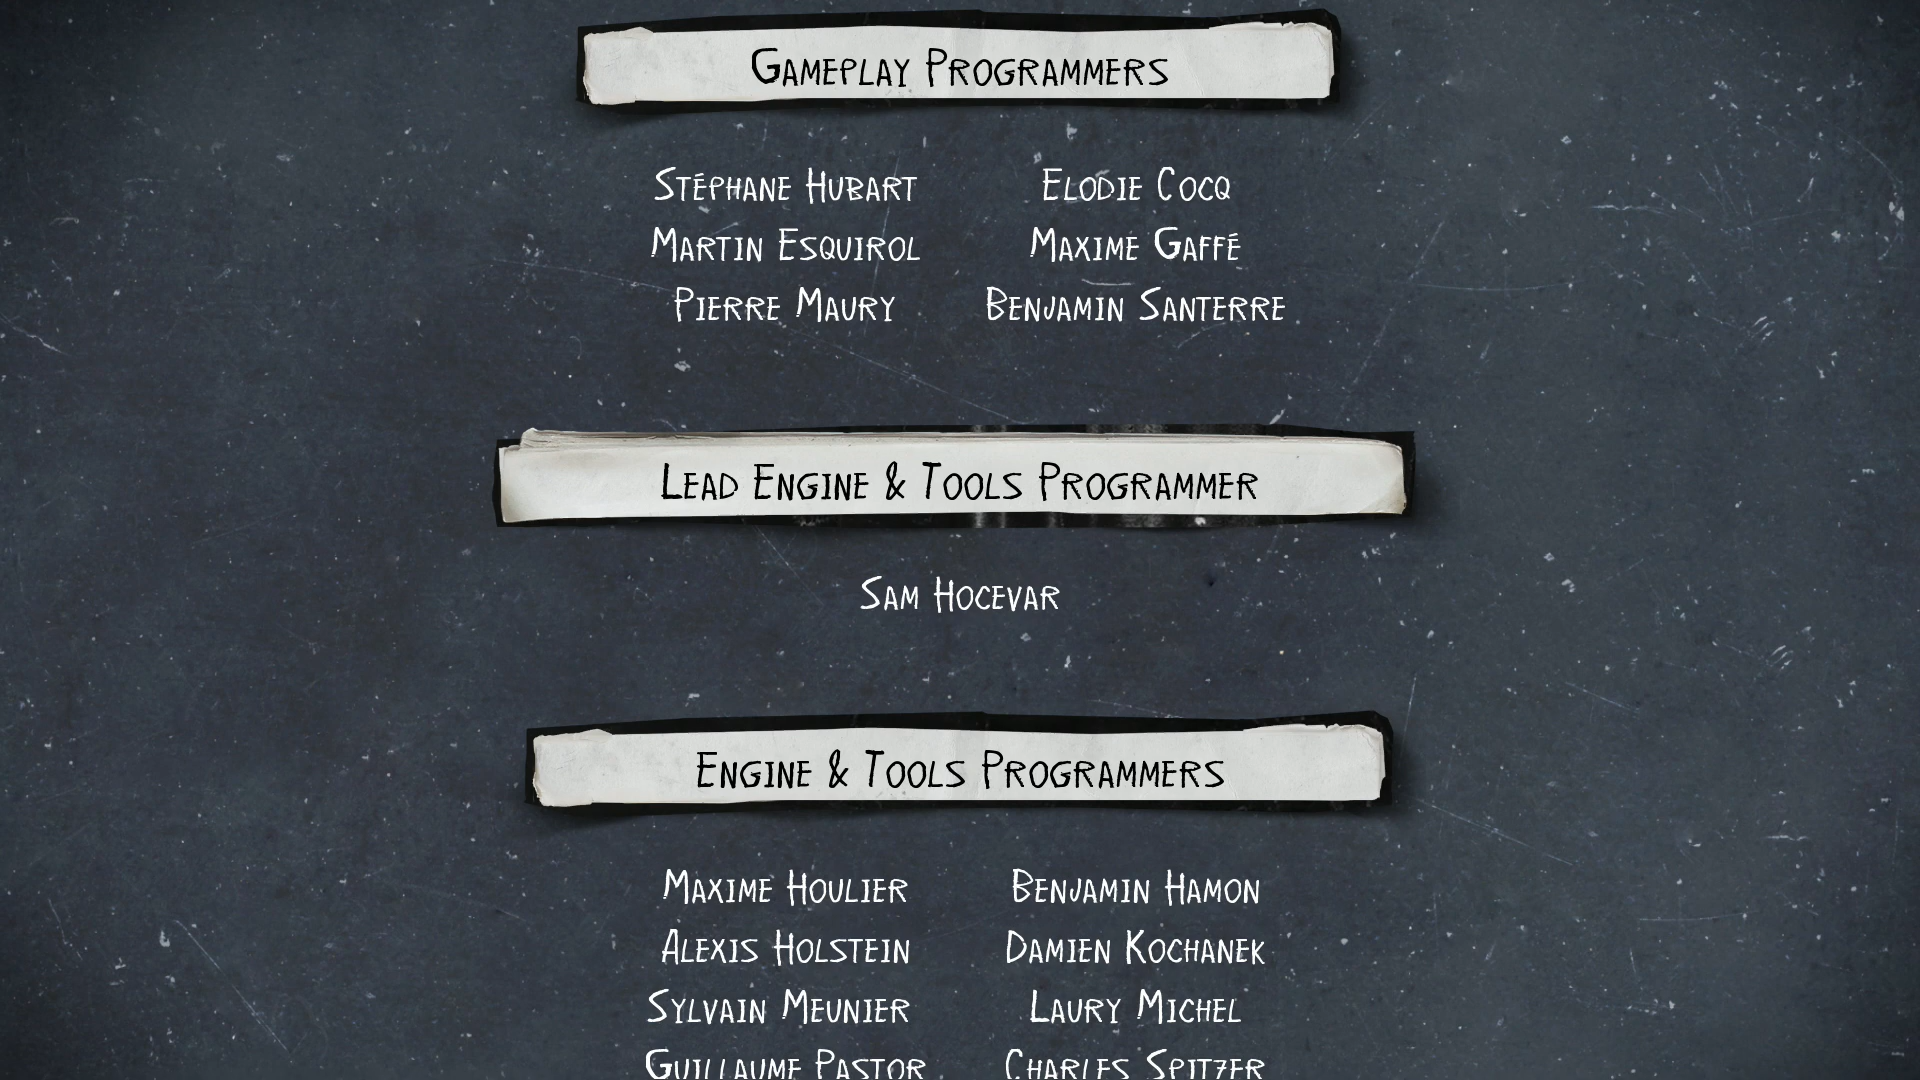 Gameplay Programmers
Stéphane Hubart
Elodie Cocq
Martin Esquirol
Maxime Gaffé
Pierre Maury
Benjamin Santerre
Lead Engine & Tools Programmer
Sam Hocevar
Engine & Tools Programmers
Maxime Houlier
Benjamin Hamon
Alexis Holstein
Damien Kochanek
Sylvain Meunier
Laury Michel
Guillaume Pastor
Charles Spitzer